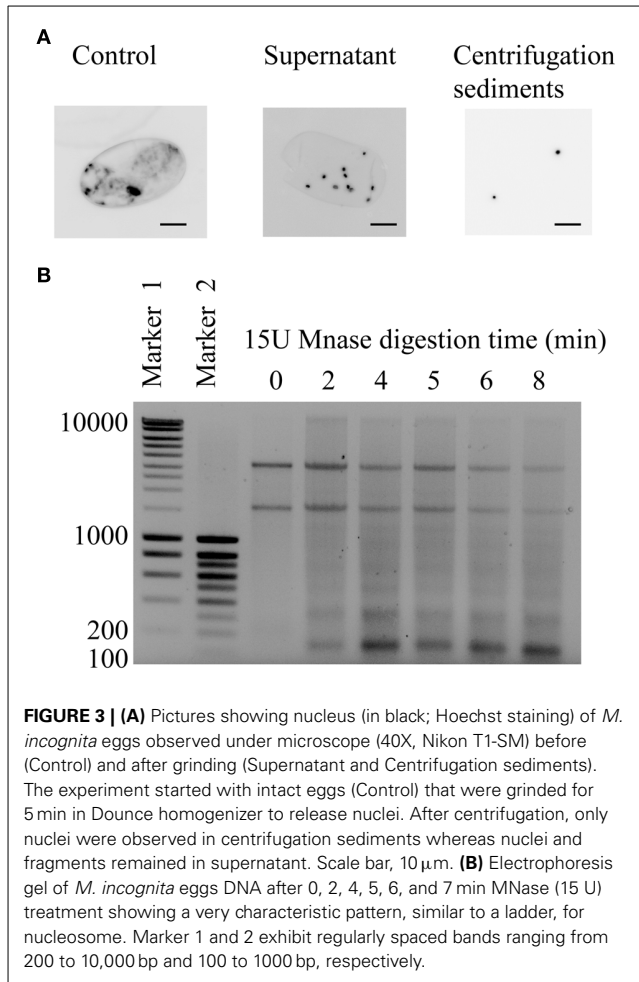 A
Control
Supernatant
Centrifugation
sediments
B
Marker 1
Marker 2
15U Mnase digestion time (min)
0 2 4 5 6 8
10000
1000
200
100
FIGURE 3 | (A) Pictures showing nucleus (in black; Hoechst staining) of M.
incognita eggs observed under microscope (40X, Nikon T1-SM) before
(Control) and after grinding (Supernatant and Centrifugation sediments).
The experiment started with intact eggs (Control) that were grinded for
5 min in Dounce homogenizer to release nuclei. After centrifugation, only
nuclei were observed in centrifugation sediments whereas nuclei and
fragments remained in supernatant. Scale bar, 10 μm. (B) Electrophoresis
gel of M. incognita eggs DNA after 0, 2, 4, 5, 6, and 7 min MNase (15 U)
treatment showing a very characteristic pattern, similar to a ladder, for
nucleosome. Marker 1 and 2 exhibit regularly spaced bands ranging from
200 to 10,000 bp and 100 to 1000 bp, respectively.